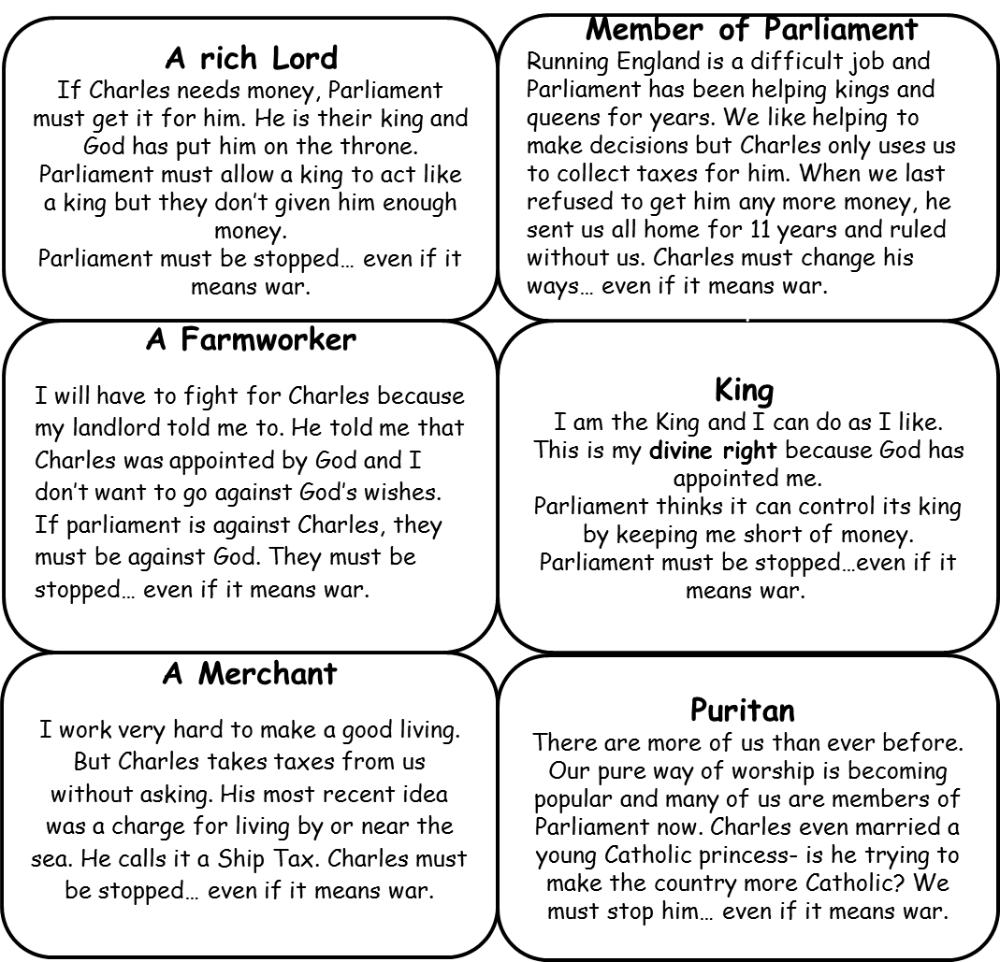 A rich Lord
If Charles needs money, Parliament
must get it for him. He is their king and
God has put him on the throne.
Parliament must allow a king to act like
a king but they don't given him enough
money.
Parliament must be stopped… even if it
means war.
Member of Parliament
Running England is a difficult job and
Parliament has been helping kings and
queens for years. We like helping to
make decisions but Charles only uses us
to collect taxes for him. When we last
refused to get him any more money, he
sent us all home for 11 years and ruled
without us. Charles must change his
ways… even if it means war.
A Farmworker
I will have to fight for Charles because
my landlord told me to. He told me that
Charles was appointed by God and I
don't want to go against God's wishes.
If parliament is against Charles, they
must be against God. They must be
stopped… even if it means war.
King
I am the King and I can do as I like.
This is my divine right because God has
appointed me.
Parliament thinks it can control its king
by keeping me short of money.
Parliament must be stopped…even if it
means war.
A Merchant
I work very hard to make a good living.
But Charles takes taxes from us
without asking. His most recent idea
was a charge for living by or near the
sea. He calls it a Ship Tax. Charles must
be stopped… even if it means war.
Puritan
There are more of us than ever before.
Our pure way of worship is becoming
popular and many of us are members of
Parliament now. Charles even married a
young Catholic princess- is he trying to
make the country more Catholic? We
must stop him… even if it means war.